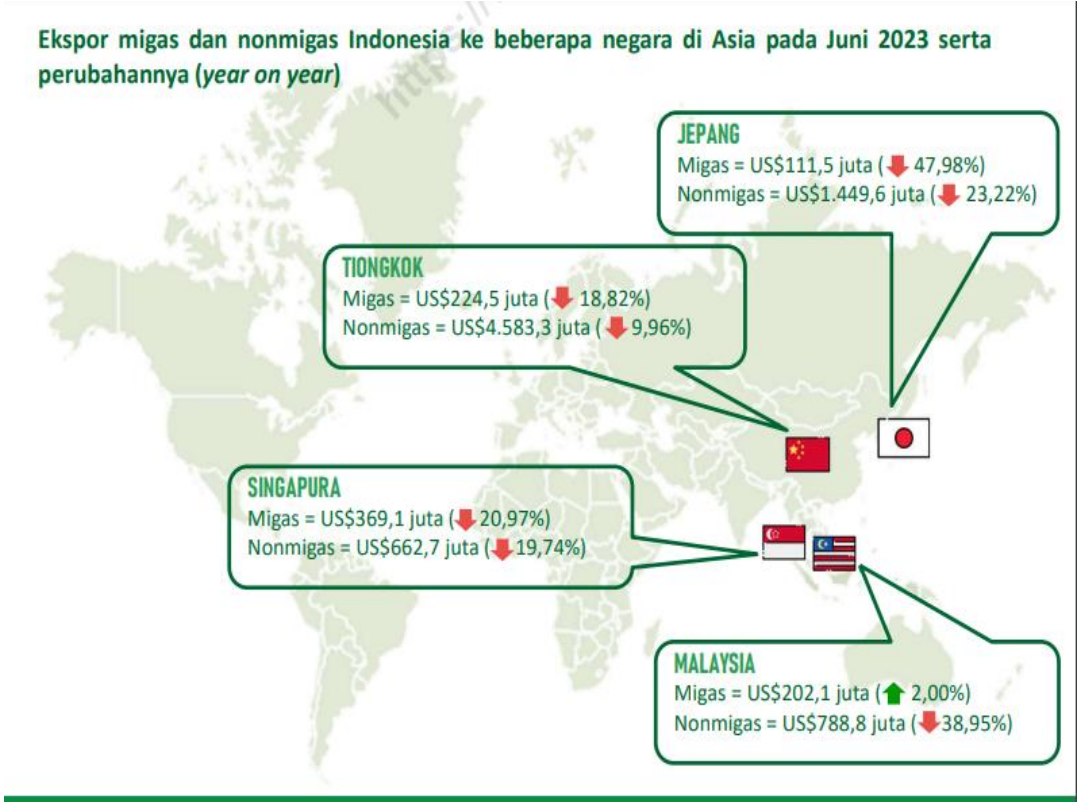 Ekspor migas dan nonmigas Indonesia ke beberapa negara di Asia pada Juni 2023 serta
perubahannya (year on year)
https://
JEPANG
Migas = US$111,5 juta (🡇 47,98%)
Nonmigas = US$1.449,6 juta (🡇 23,22%)
TIONGKOK
Migas = US$224,5 juta (🡇 18,82%)
Nonmigas = US$4.583,3 juta (🡇 9,96%)
SINGAPURA
Migas = US$369,1 juta (🡇 20,97%)
Nonmigas = US$662,7 juta (🡇 19,74%)
MALAYSIA
Migas = US$202,1 juta (🡅 2,00%)
Nonmigas = US$788,8 juta (🡇 38,95%)